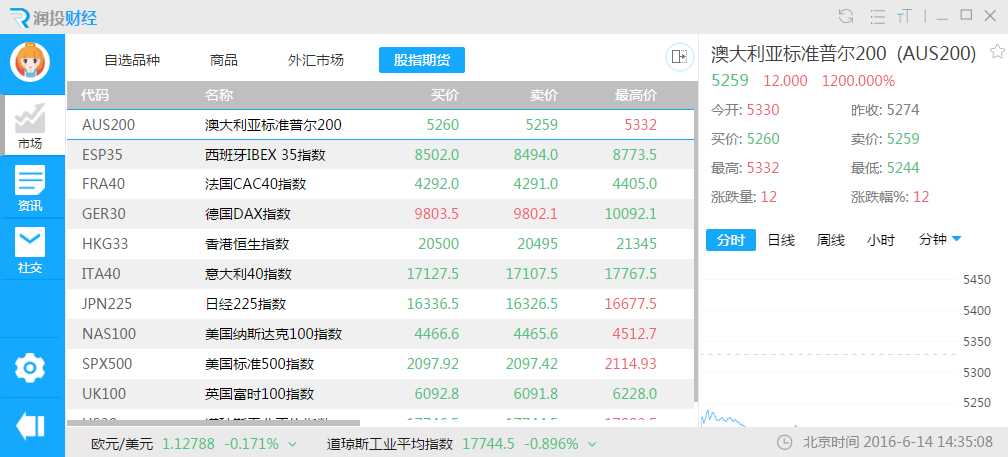 润投财经
市场
资讯
社交
自选品种 商品 外汇市场 股指期货
代码 名称 买价 卖价 最高价
AUS200 澳大利亚标准普尔200 5260 5259 5332
ESP35 西班牙IBEX 35指数 8502.0 8494.0 8773.5
FRA40 法国CAC40指数 4292.0 4291.0 4405.0
GER30 德国DAX指数 9803.5 9802.1 10092.1
HKG33 香港恒生指数 20500 20495 21345
ITA40 意大利40指数 17127.5 17107.5 17767.5
JPN225 日经225指数 16336.5 16326.5 16677.5
NAS100 美国纳斯达克100指数 4466.6 4465.6 4512.7
SPX500 美国标准500指数 2097.92 2097.42 2114.93
UK100 英国富时100指数 6092.8 6091.8 6228.0
澳大利亚标准普尔200 (AUS200)
5259 12.000 1200.000%
今开: 5330 昨收: 5274
买价: 5260 卖价: 5259
最高: 5332 最低: 5244
涨跌量: 12 涨跌幅%: 12
分时 日线 周线 小时 分钟
5450
5400
5350
5300
5250
欧元/美元 1.12788 -0.171% 道琼斯工业平均指数 17744.5 -0.896% 北京时间 2016-6-14 14:35:08